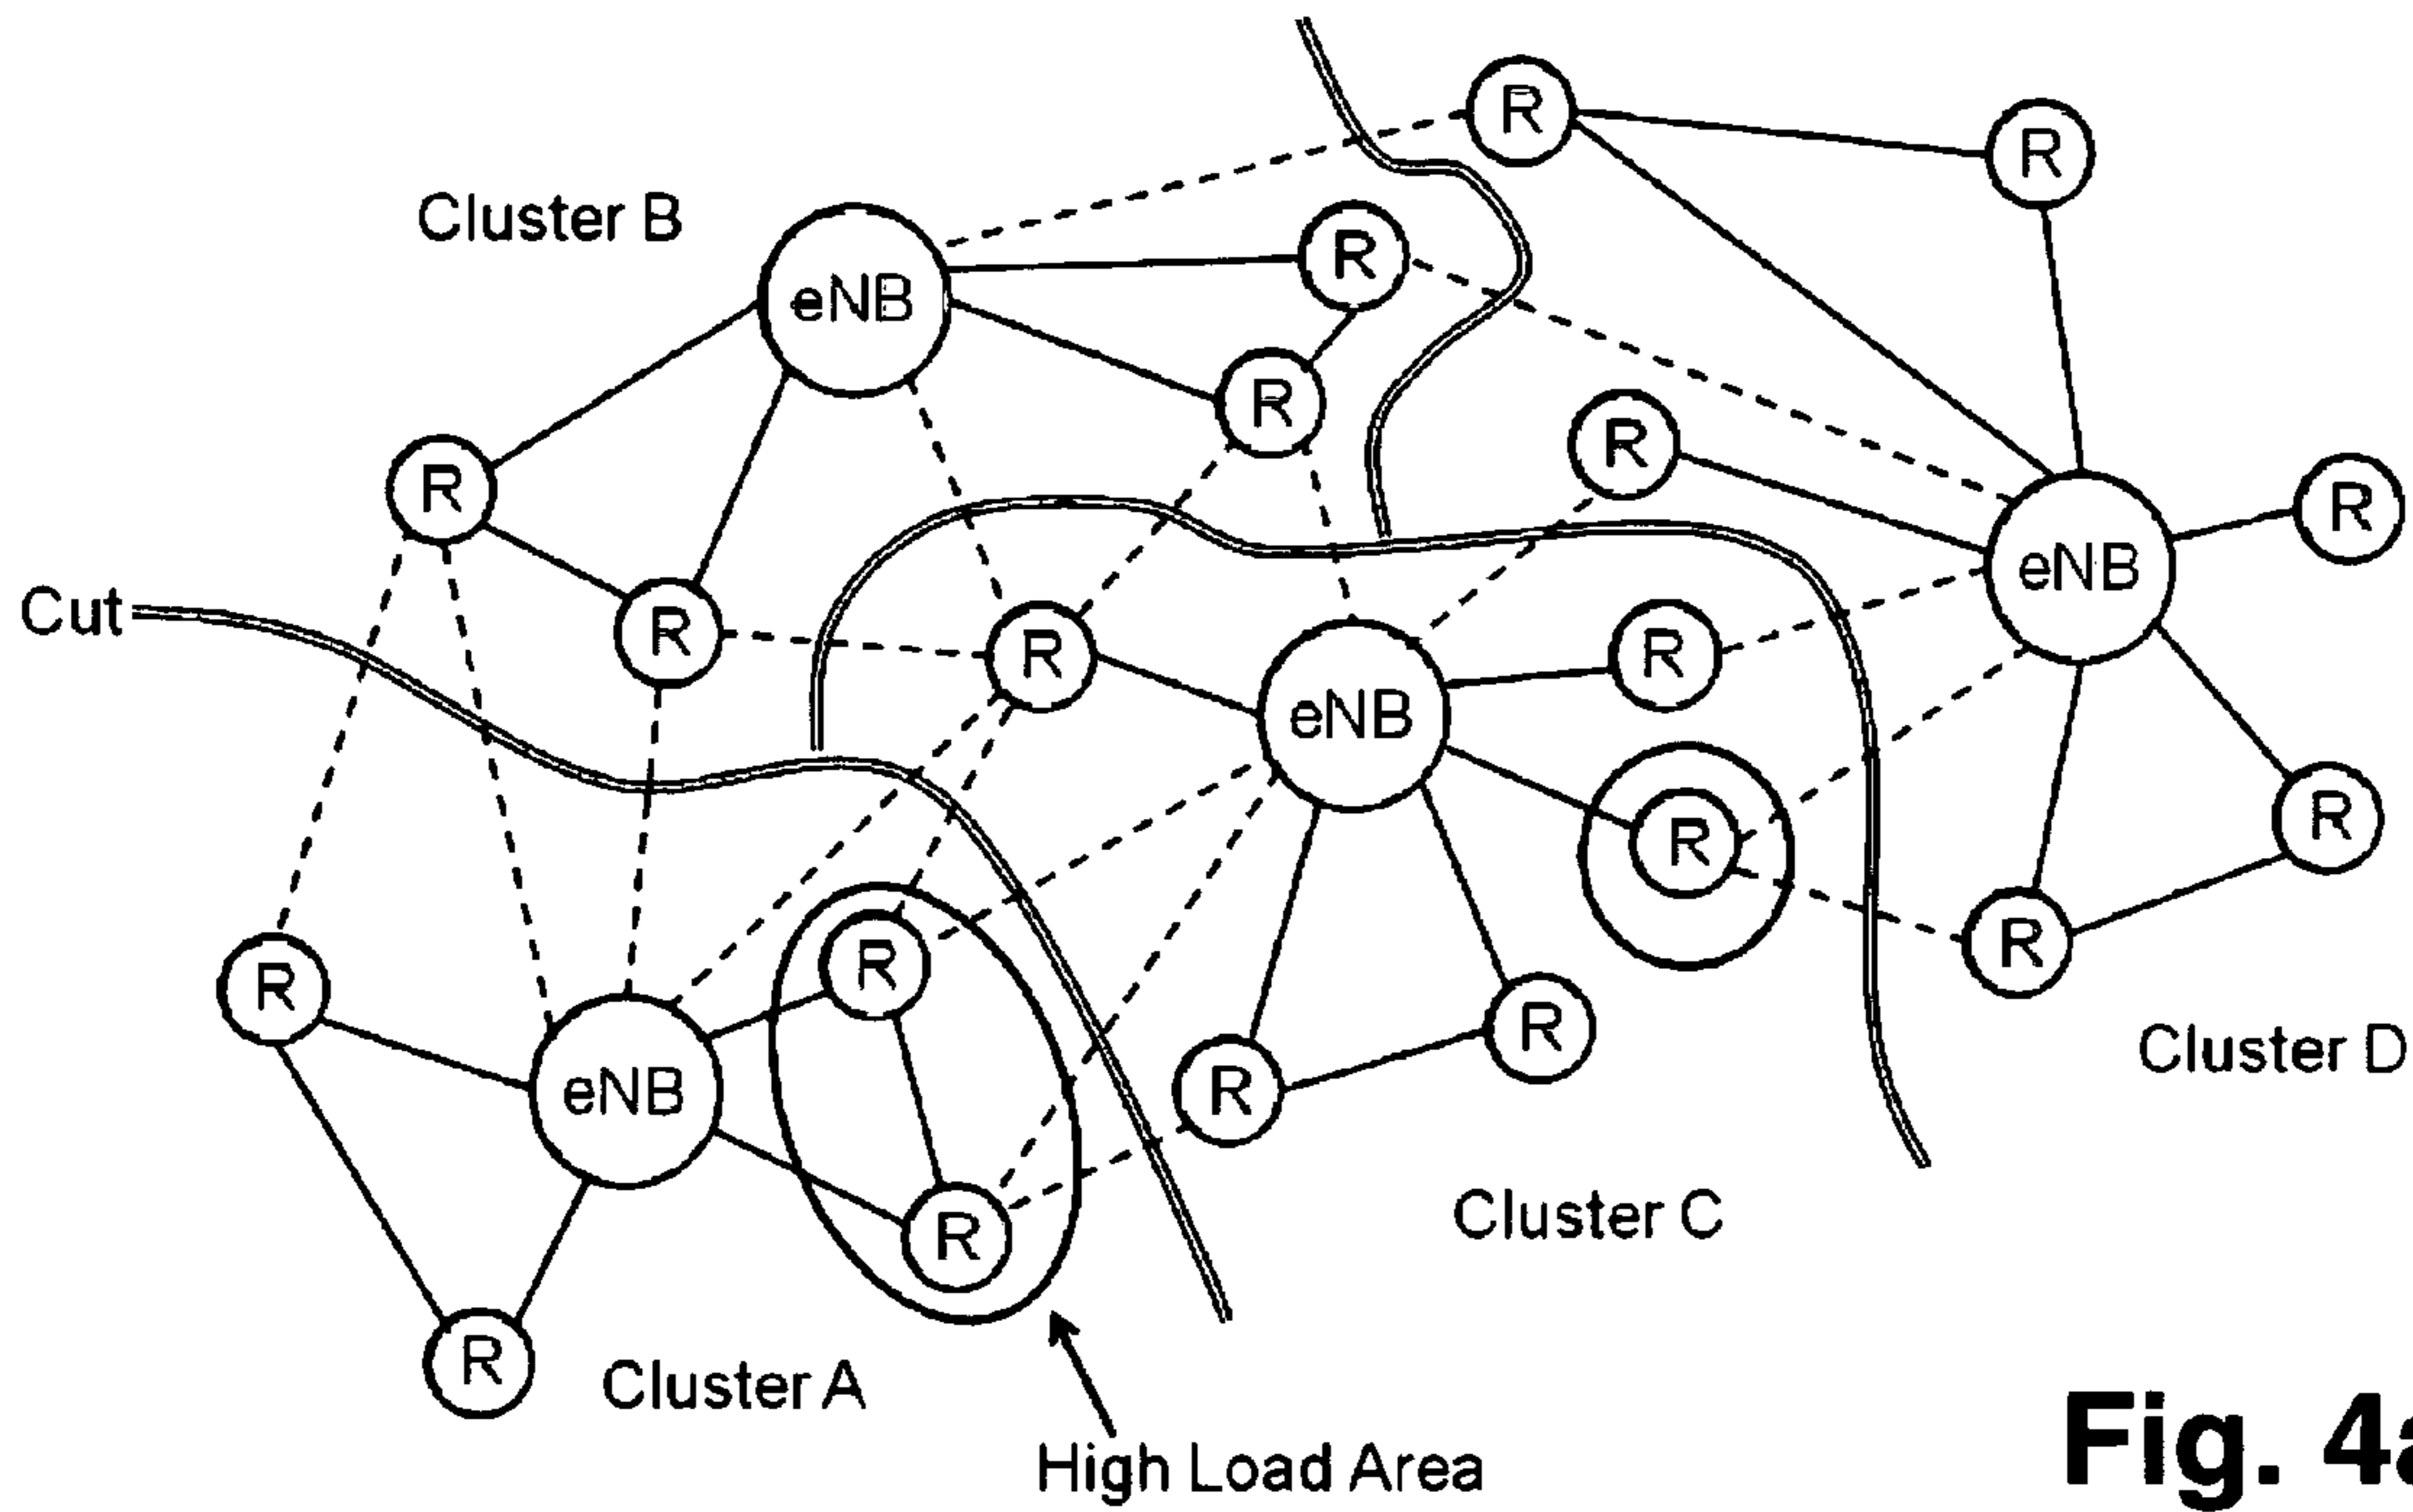 R
R
Cluster B
R
eNB
R
R
R
R
eNB
Cut
R
R
R
eNB
R
R
R
R
R
R
Cluster D
eNB
R
Cluster C
R
R
Cluster A
Fig. 4a
High Load Area